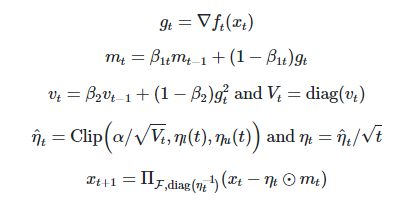 g_t = ∇f_t(x_t)
m_t = β_{1t}m_{t−1} + (1 − β_{1t})g_t
v_t = β_2v_{t−1} + (1 − β_2)g_t^2 and V_t = diag(v_t)
η̂_t = Clip(α/√V_t, η_l(t), η_u(t)) and η_t = η̂_t/√t
x_{t+1} = Π_{ℱ,diag(η_t^{−1})}(x_t − η_t ⊙ m_t)